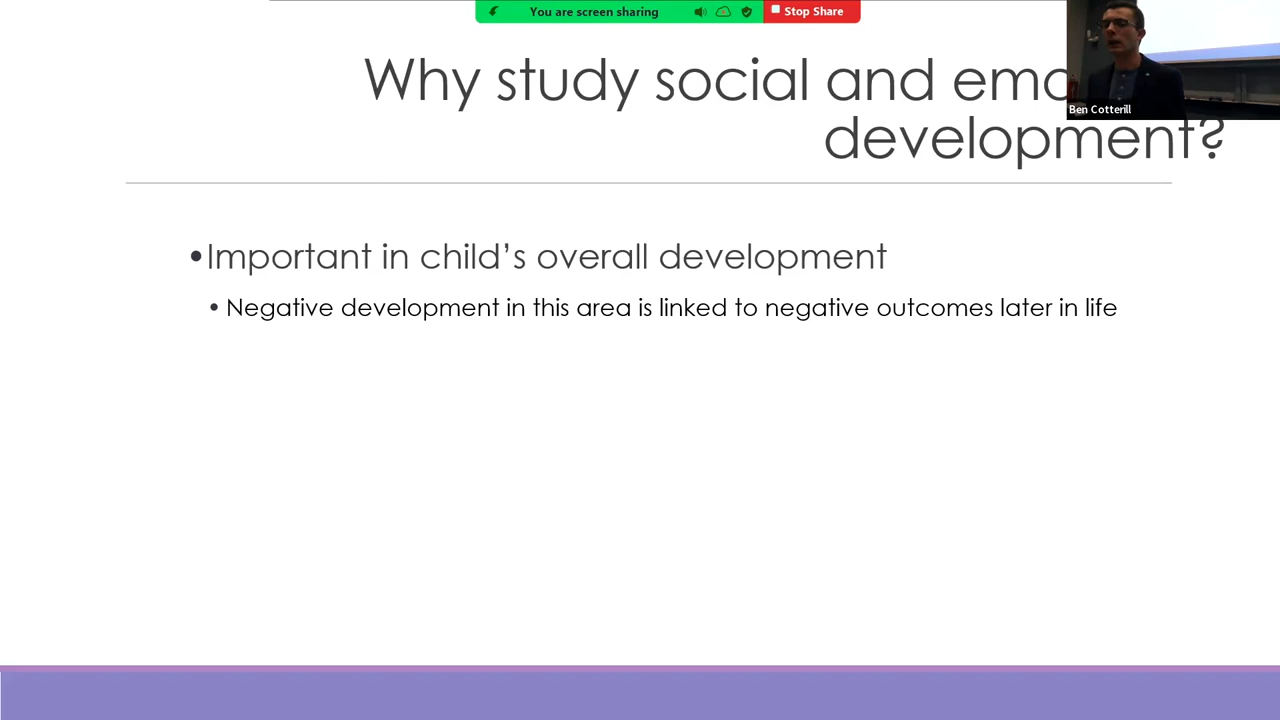 You are screen sharing
Stop Share
Why study social and emo
Ben Cotterill
development?
•Important in child's overall development
• Negative development in this area is linked to negative outcomes later in life